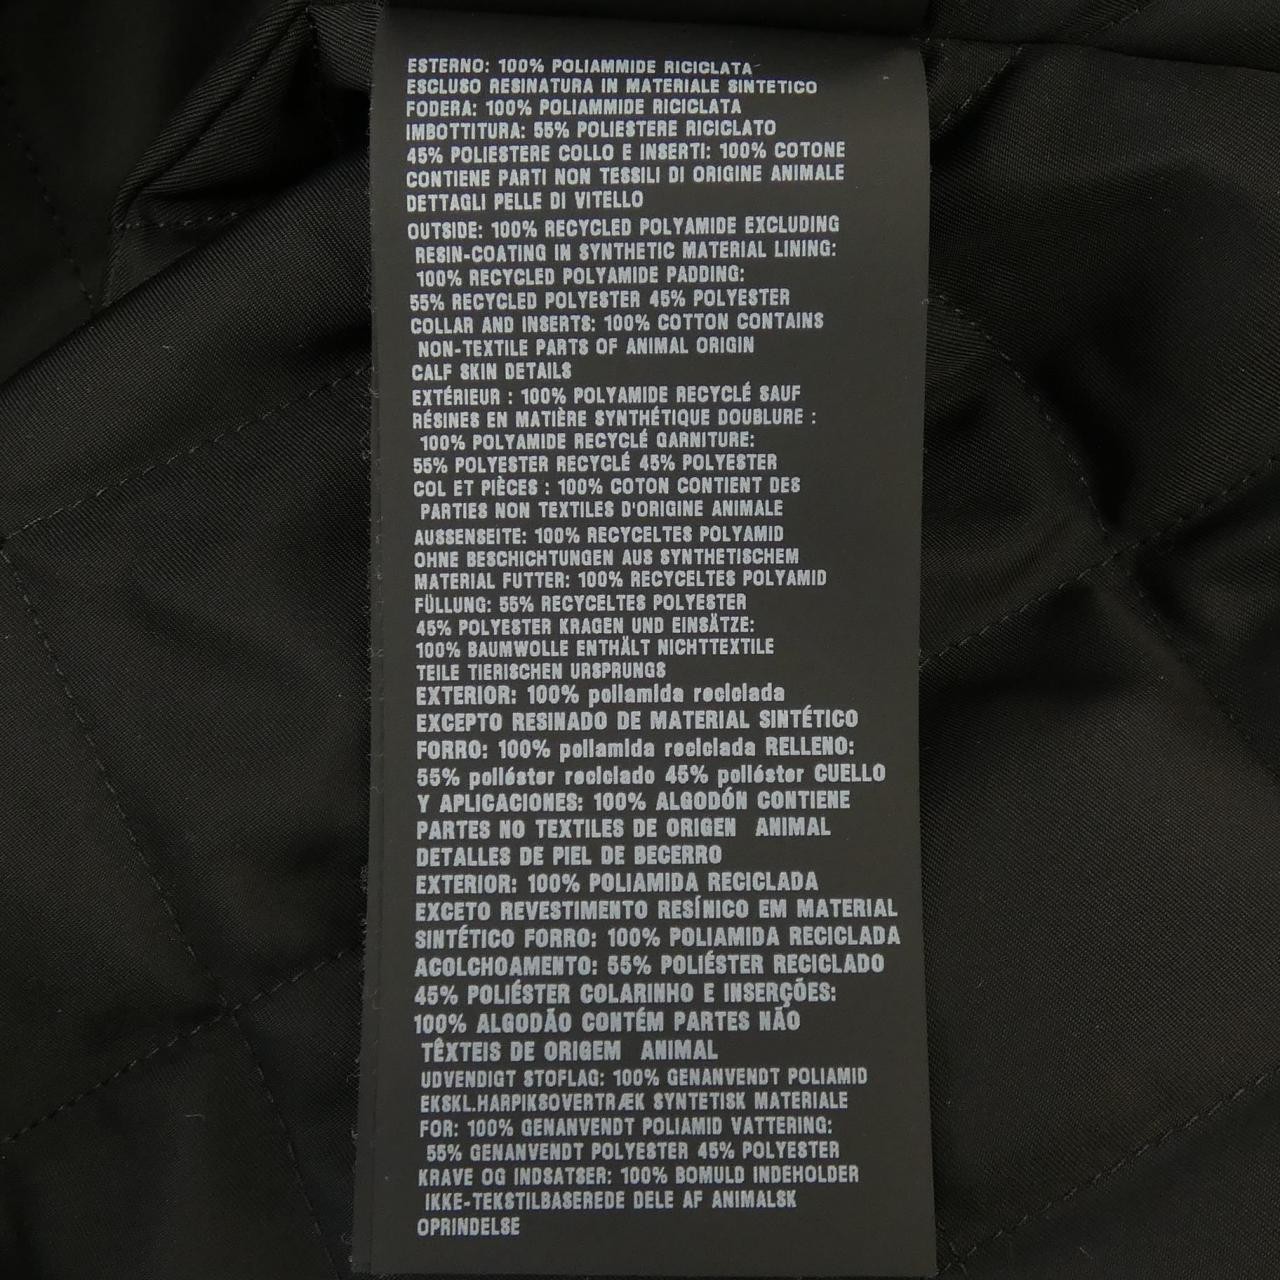 ESTERNO: 100% POLIAMMIDE RICICLATA
ESCLUSO RESINATURA IN MATERIALE SINTETICO
FODERA: 100% POLIAMMIDE RICICLATA
IMBOTTITURA: 55% POLIESTERE RICICLATO
45% POLIESTERE COLLO E INSERTI: 100% COTONE
CONTIENE PARTI NON TESSILI DI ORIGINE ANIMALE
DETTAGLI PELLE DI VITELLO
OUTSIDE: 100% RECYCLED POLYAMIDE EXCLUDING
RESIN-COATING IN SYNTHETIC MATERIAL LINING:
100% RECYCLED POLYAMIDE PADDING:
55% RECYCLED POLYESTER 45% POLYESTER
COLLAR AND INSERTS: 100% COTTON CONTAINS
NON-TEXTILE PARTS OF ANIMAL ORIGIN
CALF SKIN DETAILS
EXTÉRIEUR : 100% POLYAMIDE RECYCLÉ SAUF
RÉSINES EN MATIÈRE SYNTHÉTIQUE DOUBLURE :
100% POLYAMIDE RECYCLÉ GARNITURE:
55% POLYESTER RECYCLÉ 45% POLYESTER
COL ET PIÈCES : 100% COTON CONTIENT DES
PARTIES NON TEXTILES D'ORIGINE ANIMALE
AUSSENSEITE: 100% RECYCELTES POLYAMID
OHNE BESCHICHTUNGEN AUS SYNTHETISCHEM
MATERIAL FUTTER: 100% RECYCELTES POLYAMID
FÜLLUNG: 55% RECYCELTES POLYESTER
45% POLYESTER KRAGEN UND EINSÄTZE:
100% BAUMWOLLE ENTHÄLT NICHTTEXTILE
TEILE TIERISCHEN URSPRUNGS
EXTERIOR: 100% poliamida reciclada
EXCEPTO RESINADO DE MATERIAL SINTÉTICO
FORRO: 100% poliamida reciclada RELLENO:
55% poliéster reciclado 45% poliéster CUELLO
Y APLICACIONES: 100% ALGODÓN CONTIENE
PARTES NO TEXTILES DE ORIGEN ANIMAL
DETALLES DE PIEL DE BECERRO
EXTERIOR: 100% POLIAMIDA RECICLADA
EXCETO REVESTIMENTO RESÍNICO EM MATERIAL
SINTÉTICO FORRO: 100% POLIAMIDA RECICLADA
ACOLCHOAMENTO: 55% POLIÉSTER RECICLADO
45% POLIÉSTER COLARINHO E INSERÇÕES:
100% ALGODÃO CONTÉM PARTES NÃO
TÊXTEIS DE ORIGEM ANIMAL
UDVENDIGT STOFLAG: 100% GENANVENDT POLIAMID
EKSKL.HARPIKSOVERTRÆK SYNTETISK MATERIALE
FOR: 100% GENANVENDT POLIAMID VATTERING:
55% GENANVENDT POLYESTER 45% POLYESTER
KRAVE OG INDSATSER: 100% BOMULD INDEHOLDER
IKKE-TEKSTILBASEREDE DELE AF ANIMALSK
OPRINDELSE